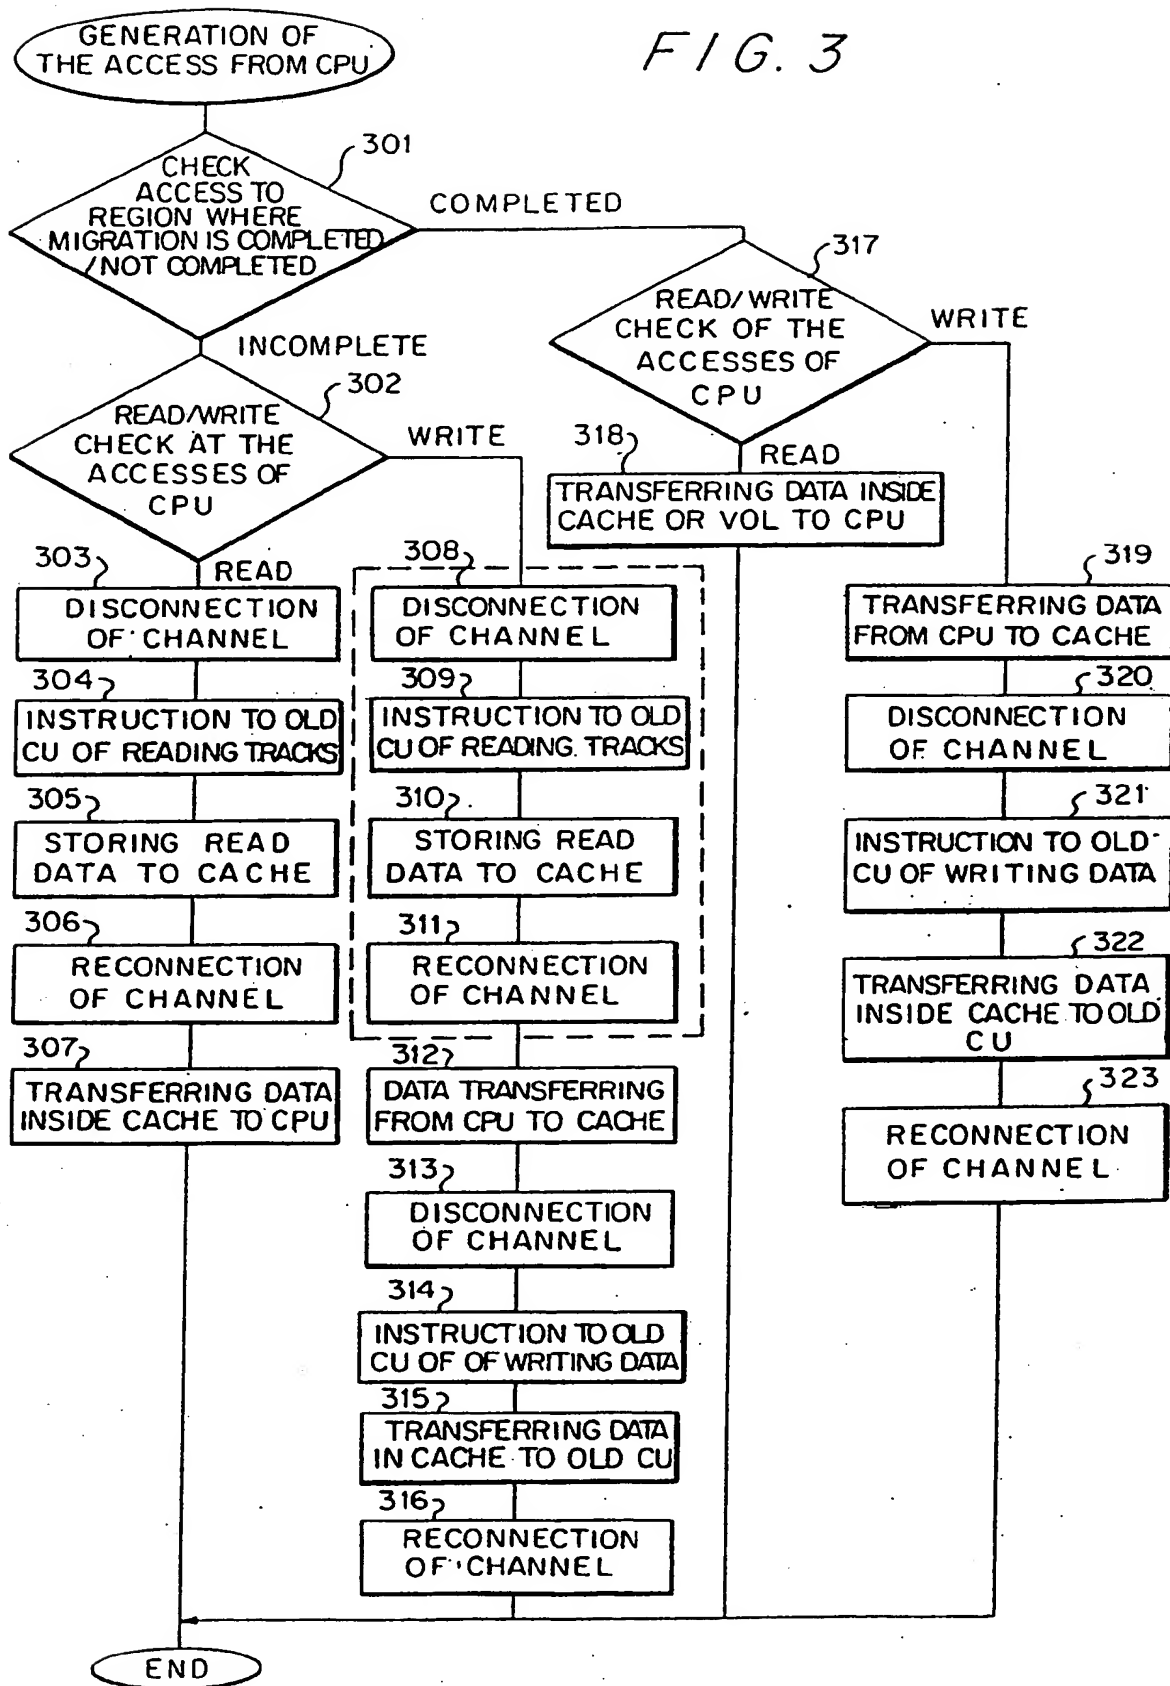 FIG. 3
GENERATION OF
THE ACCESS FROM CPU
301
CHECK
ACCESS TO
REGION WHERE
MIGRATION IS COMPLETED
/NOT COMPLETED
COMPLETED
INCOMPLETE
302
READ/WRITE
CHECK AT THE
ACCESSES OF
CPU
WRITE
READ
303
DISCONNECTION
OF CHANNEL
304
INSTRUCTION TO OLD
CU OF READING TRACKS
305
STORING READ
DATA TO CACHE
306
RECONNECTION
OF CHANNEL
307
TRANSFERRING DATA
INSIDE CACHE TO CPU
308
DISCONNECTION
OF CHANNEL
309
INSTRUCTION TO OLD
CU OF READING. TRACKS
310
STORING READ
DATA TO CACHE
311
RECONNECTION
OF CHANNEL
312
DATA TRANSFERRING
FROM CPU TO CACHE
313
DISCONNECTION
OF CHANNEL
314
INSTRUCTION TO OLD
CU OF OF WRITING DATA
315
TRANSFERRING DATA
IN CACHE TO OLD CU
316
RECONNECTION
OF CHANNEL
317
READ/WRITE
CHECK OF THE
ACCESSES OF
CPU
WRITE
READ
318
TRANSFERRING DATA INSIDE
CACHE OR VOL TO CPU
319
TRANSFERRING DATA
FROM CPU TO CACHE
320
DISCONNECTION
OF CHANNEL
321
INSTRUCTION TO OLD
CU OF WRITING DATA
322
TRANSFERRING DATA
INSIDE CACHE TO OLD
CU
323
RECONNECTION
OF CHANNEL
END